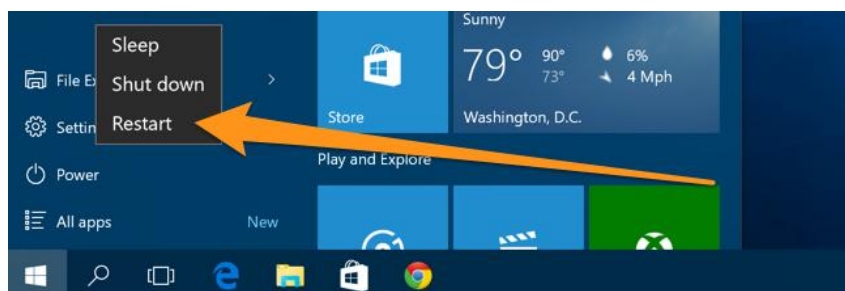 Sleep
Shut down
Restart
File E
Settin
Power
All apps
New
Sunny
79°
90°
73°
6%
4 Mph
Store
Washington, D.C.
Play and Explore